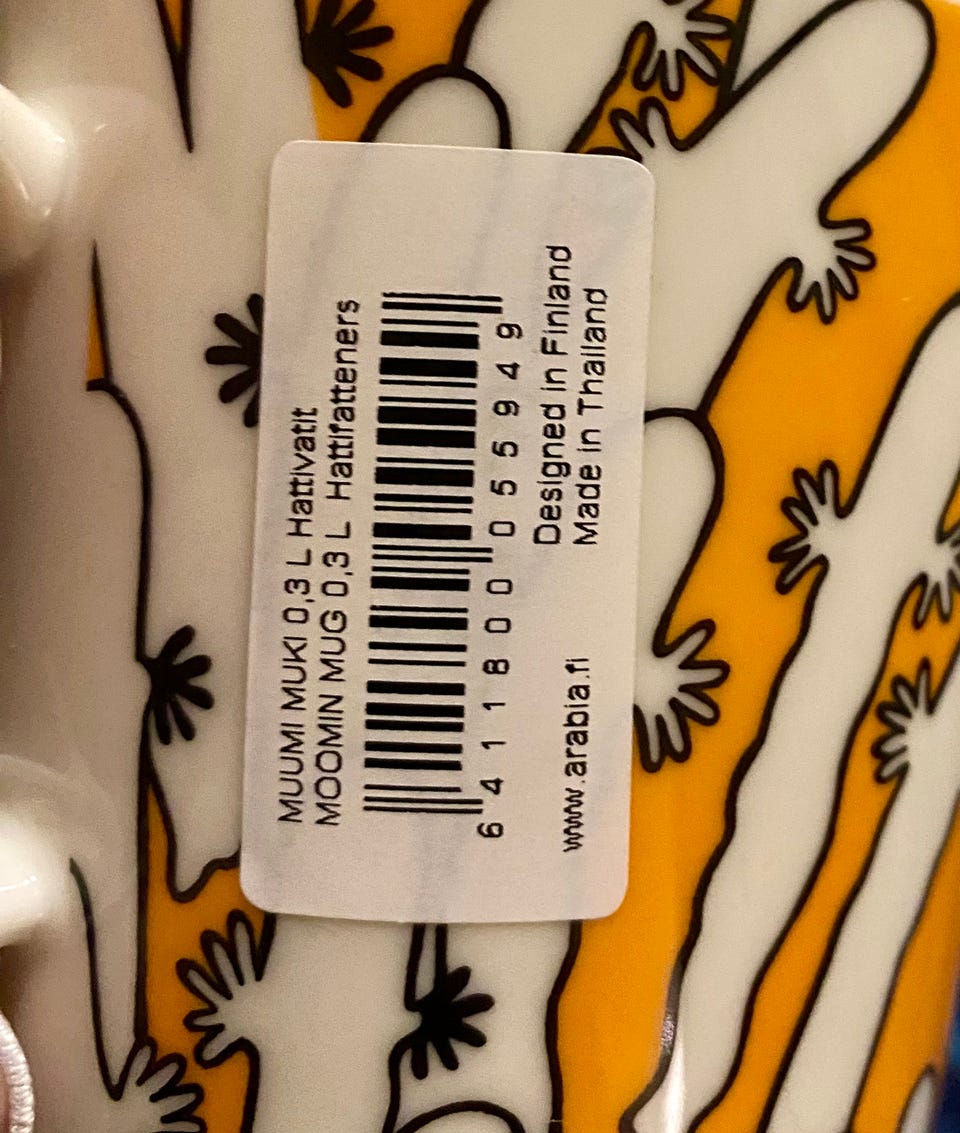 MUUMI MUKI 0,3 L Hattivatit
MOOMIN MUG 0,3 L Hattifatteners
6 411800 055949
Designed in Finland
www.arabia.fi Made in Thailand